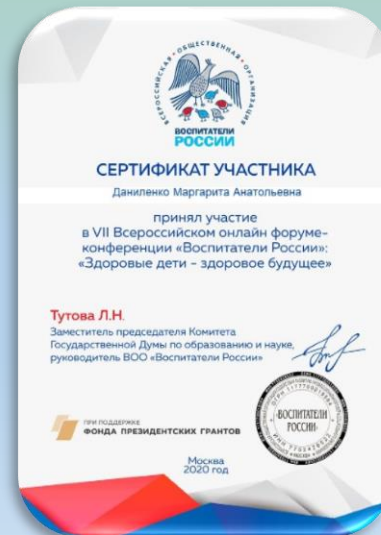 ВСЕРОССИЙСКАЯ • ОБЩЕСТВЕННАЯ • ОРГАНИЗАЦИЯ
ВОСПИТАТЕЛИ
РОССИИ
СЕРТИФИКАТ УЧАСТНИКА
Даниленко Маргарита Анатольевна
принял участие
в VII Всероссийском онлайн форуме-
конференции «Воспитатели России»:
«Здоровые дети – здоровое будущее»
Тутова Л.Н.
Заместитель председателя Комитета
Государственной Думы по образованию и науке,
руководитель ВОО «Воспитатели России»
ПРИ ПОДДЕРЖКЕ
ФОНДА ПРЕЗИДЕНТСКИХ ГРАНТОВ
«ВОСПИТАТЕЛИ
РОССИИ»
Москва
2020 год